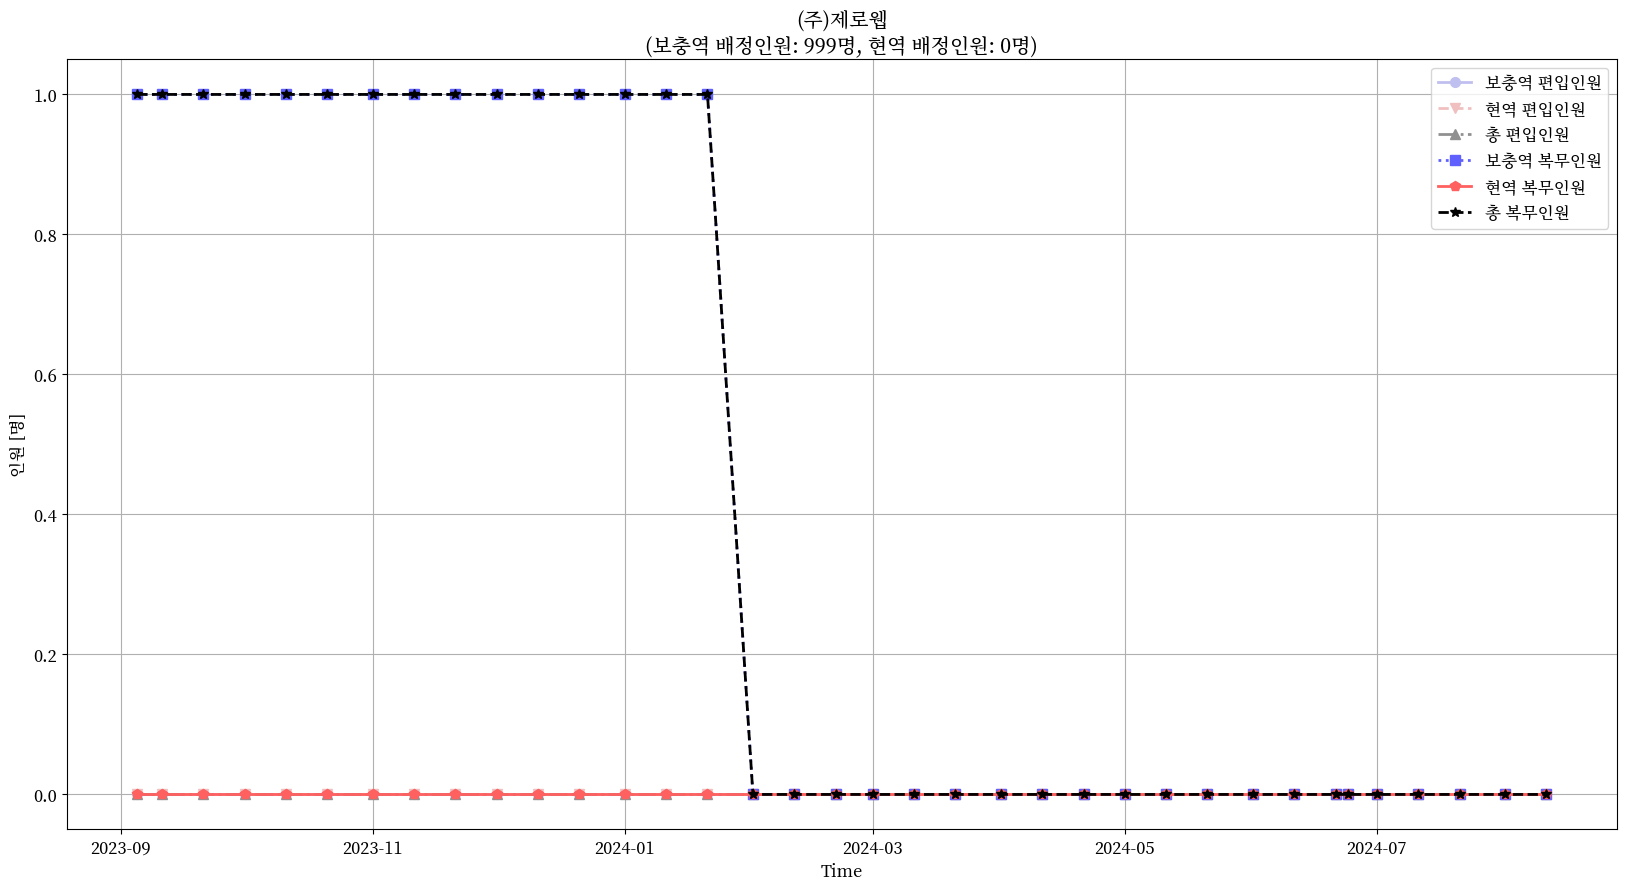 (주)제로웹
(보충역 배정인원: 999명, 현역 배정인원: 0명)
보충역 편입인원
현역 편입인원
총 편입인원
보충역 복무인원
현역 복무인원
총 복무인원
인원 [명]
1.0
0.8
0.6
0.4
0.2
0.0
2023-09
2023-11
2024-01
2024-03
2024-05
2024-07
Time